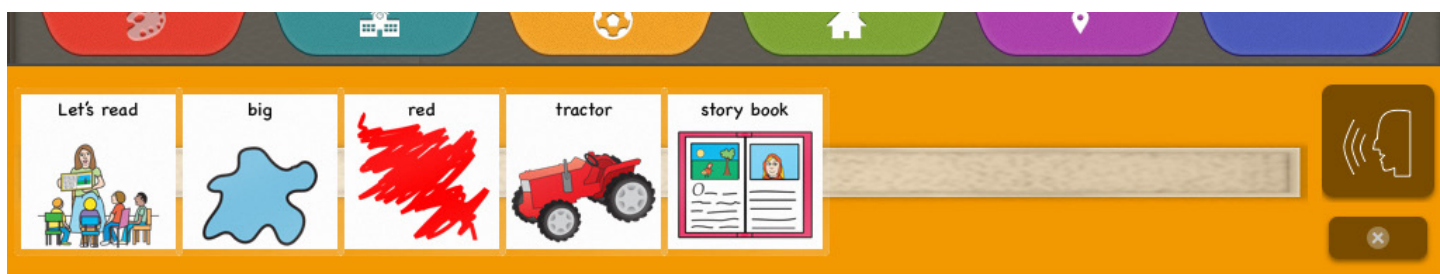 Let's read
big
red
tractor
story book